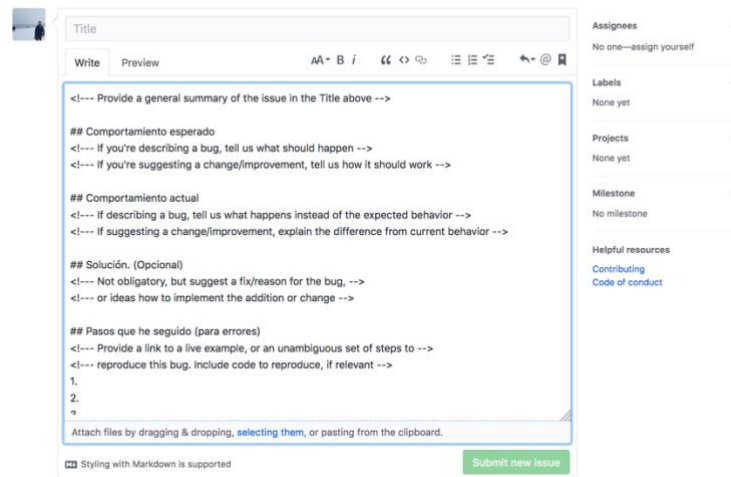 Title
Write Preview AA B i
<!--- Provide a general summary of the issue in the Title above -->
## Comportamiento esperado
<!--- If you're describing a bug, tell us what should happen -->
<!--- If you're suggesting a change/improvement, tell us how it should work -->
## Comportamiento actual
<!--- If describing a bug, tell us what happens instead of the expected behavior -->
<!--- If suggesting a change/improvement, explain the difference from current behavior -->
## Solución. (Opcional)
<!--- Not obligatory, but suggest a fix/reason for the bug, -->
<!--- or ideas how to implement the addition or change -->
## Pasos que he seguido (para errores)
<!--- Provide a link to a live example, or an unambiguous set of steps to -->
<!--- reproduce this bug. Include code to reproduce, if relevant -->
1.
2.
Attach files by dragging & dropping, selecting them, or pasting from the clipboard.
Styling with Markdown is supported
Submit new issue
Assignees
No one—assign yourself
Labels
None yet
Projects
None yet
Milestone
No milestone
Helpful resources
Contributing
Code of conduct